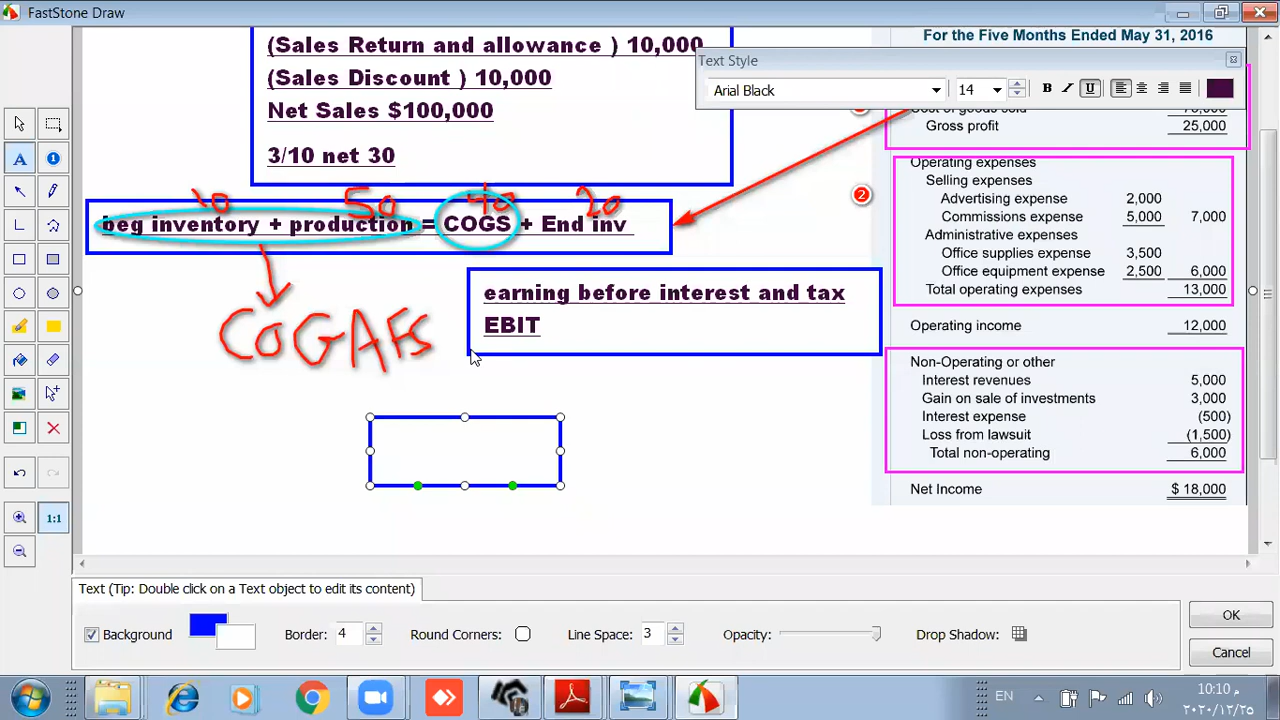 FastStone Draw
(Sales Return and allowance ) 10,000
(Sales Discount ) 10,000
Net Sales $100,000
3/10 net 30
10 50 40 20
beg inventory + production = COGS + End inv
COGAFS
earning before interest and tax
EBIT
Text Style
Arial Black
14
B I U
For the Five Months Ended May 31, 2016
Gross profit 25,000
2
Operating expenses
Selling expenses
Advertising expense 2,000
Commissions expense 5,000 7,000
Administrative expenses
Office supplies expense 3,500
Office equipment expense 2,500 6,000
Total operating expenses 13,000
Operating income 12,000
Non-Operating or other
Interest revenues 5,000
Gain on sale of investments 3,000
Interest expense (500)
Loss from lawsuit (1,500)
Total non-operating 6,000
Net Income $ 18,000
A
1
1:1
Text (Tip: Double click on a Text object to edit its content)
Background
Border: 4
Round Corners:
Line Space: 3
Opacity:
Drop Shadow:
OK
Cancel
EN
10:10 م
٢٠٢٠/١٢/٢٥